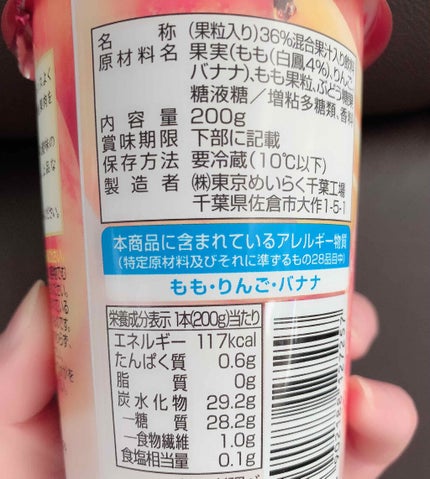 名称 (果粒入り)36%混合果汁入り飲料
原材料名 果実(もも(白鳳4%)、りんご、
バナナ)、もも果粒、ぶどう糖果
糖液糖/増粘多糖類、香料
内容量 200g
賞味期限 下部に記載
保存方法 要冷蔵(10℃以下)
製造者 ㈱東京めいらく千葉工場
千葉県佐倉市大作1-5-1
本商品に含まれているアレルギー物質
(特定原材料及びそれに準ずるもの28品目中)
もも・りんご・バナナ
栄養成分表示 1本(200g)当たり
エネルギー 117kcal
たんぱく質 0.6g
脂質 0g
炭水化物 29.2g
―糖質 28.2g
―食物繊維 1.0g
食塩相当量 0.1g